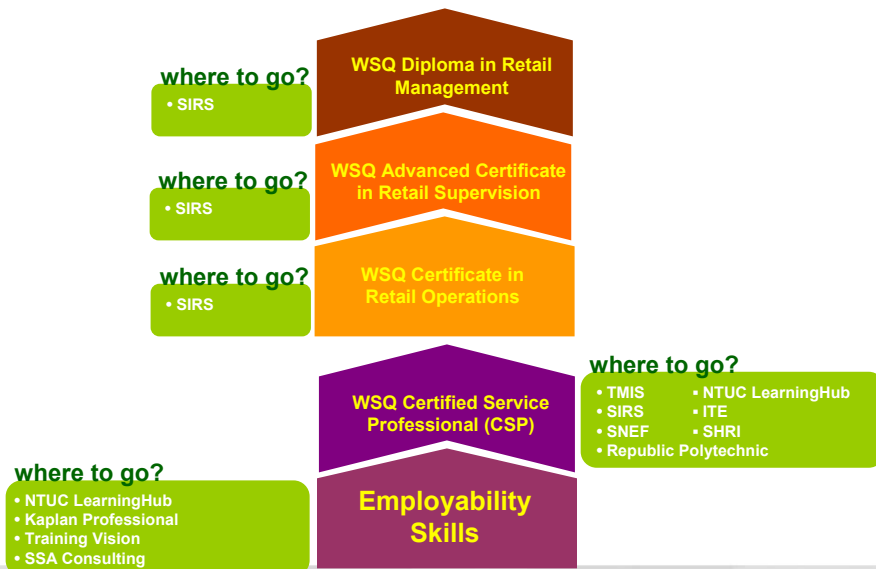 WSQ Diploma in Retail
Management
where to go?
• SIRS
WSQ Advanced Certificate
in Retail Supervision
where to go?
• SIRS
WSQ Certificate in
Retail Operations
where to go?
• SIRS
WSQ Certified Service
Professional (CSP)
where to go?
• TMIS ▪ NTUC LearningHub
• SIRS ▪ ITE
• SNEF ▪ SHRI
• Republic Polytechnic
Employability
Skills
where to go?
• NTUC LearningHub
• Kaplan Professional
• Training Vision
• SSA Consulting